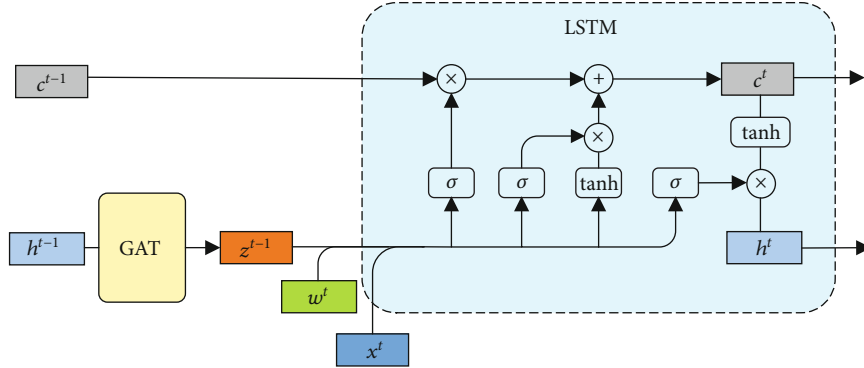 LSTM
c^{t−1}
×
+
c^t
×
tanh
σ
σ
tanh
σ
×
h^{t−1}
GAT
z^{t−1}
h^t
w^t
x^t